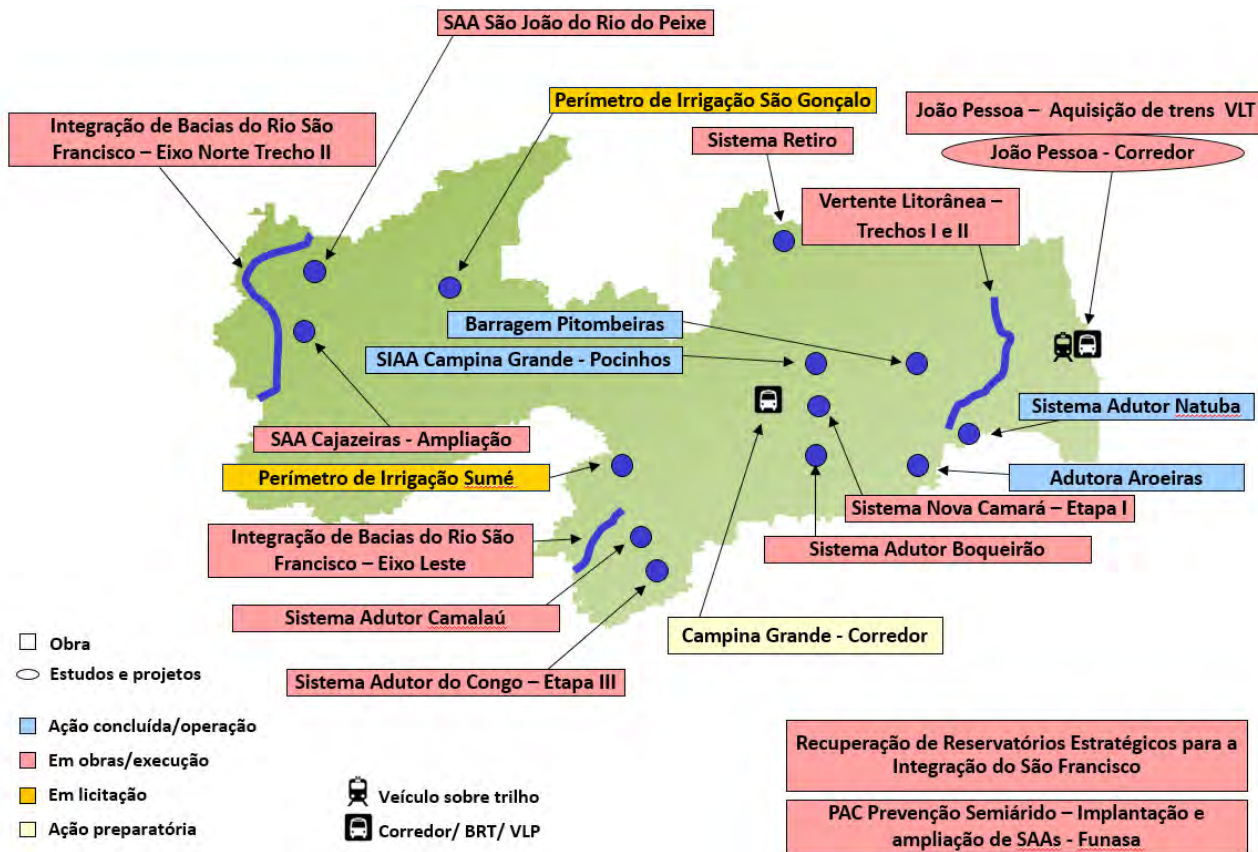 SAA São João do Rio do Peixe
Perímetro de Irrigação São Gonçalo
João Pessoa – Aquisição de trens VLT
Integração de Bacias do Rio São
Francisco – Eixo Norte Trecho II
Sistema Retiro
João Pessoa - Corredor
Vertente Litorânea –
Trechos I e II
Barragem Pitombeiras
SIAA Campina Grande - Pocinhos
Sistema Adutor Natuba
SAA Cajazeiras - Ampliação
Perímetro de Irrigação Sumé
Adutora Aroeiras
Sistema Nova Camará – Etapa I
Integração de Bacias do Rio São
Francisco – Eixo Leste
Sistema Adutor Boqueirão
Sistema Adutor Camalaú
Campina Grande - Corredor
Sistema Adutor do Congo – Etapa III
Obra
Estudos e projetos
Ação concluída/operação
Em obras/execução
Em licitação
Ação preparatória
Veículo sobre trilho
Corredor/ BRT/ VLP
Recuperação de Reservatórios Estratégicos para a
Integração do São Francisco
PAC Prevenção Semiárido – Implantação e
ampliação de SAAs - Funasa